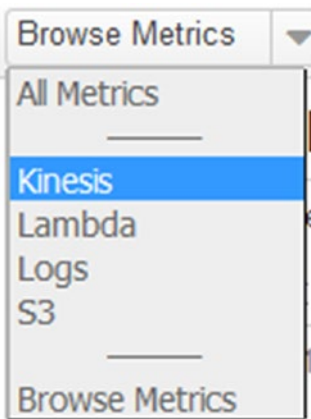 Browse Metrics
All Metrics
Kinesis
Lambda
Logs
S3
Browse Metrics